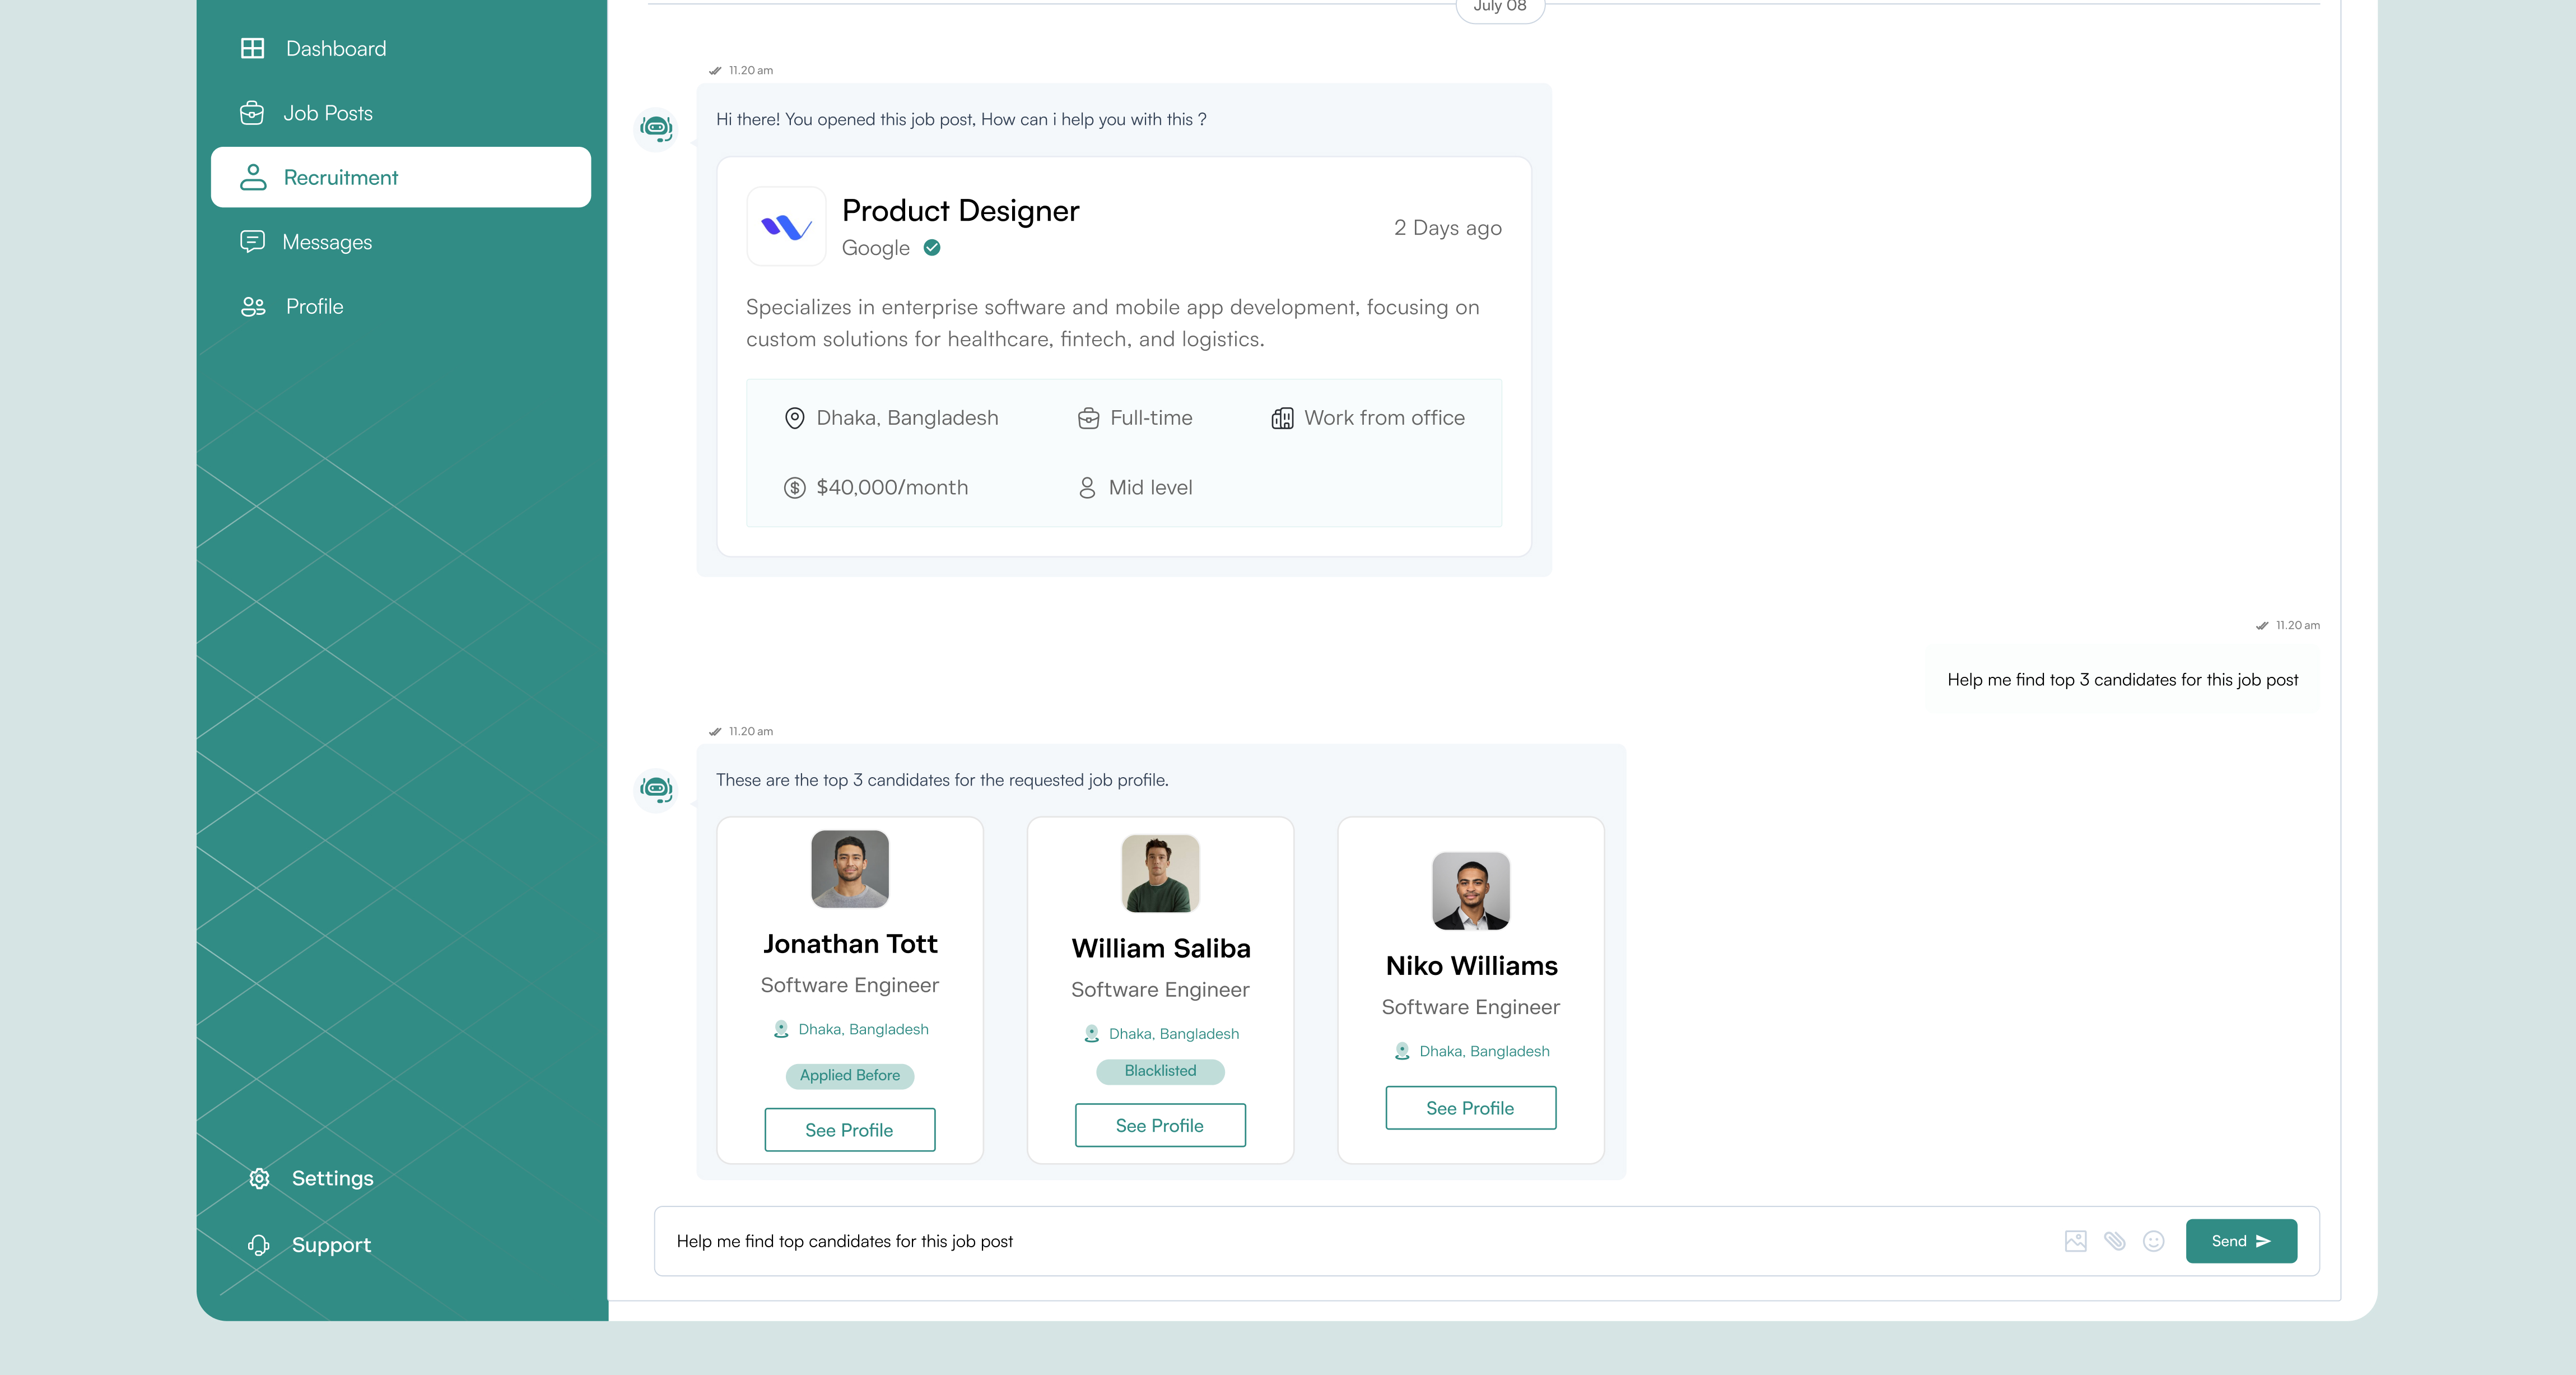 Dashboard
Job Posts
Recruitment
Messages
Profile
Settings
Support
July 08
11.20 am
Hi there! You opened this job post, How can i help you with this ?
Product Designer
Google
2 Days ago
Specializes in enterprise software and mobile app development, focusing on
custom solutions for healthcare, fintech, and logistics.
Dhaka, Bangladesh
Full-time
Work from office
$40,000/month
Mid level
11.20 am
Help me find top 3 candidates for this job post
11.20 am
These are the top 3 candidates for the requested job profile.
Jonathan Tott
Software Engineer
Dhaka, Bangladesh
Applied Before
See Profile
William Saliba
Software Engineer
Dhaka, Bangladesh
Blacklisted
See Profile
Niko Williams
Software Engineer
Dhaka, Bangladesh
See Profile
Help me find top candidates for this job post
Send